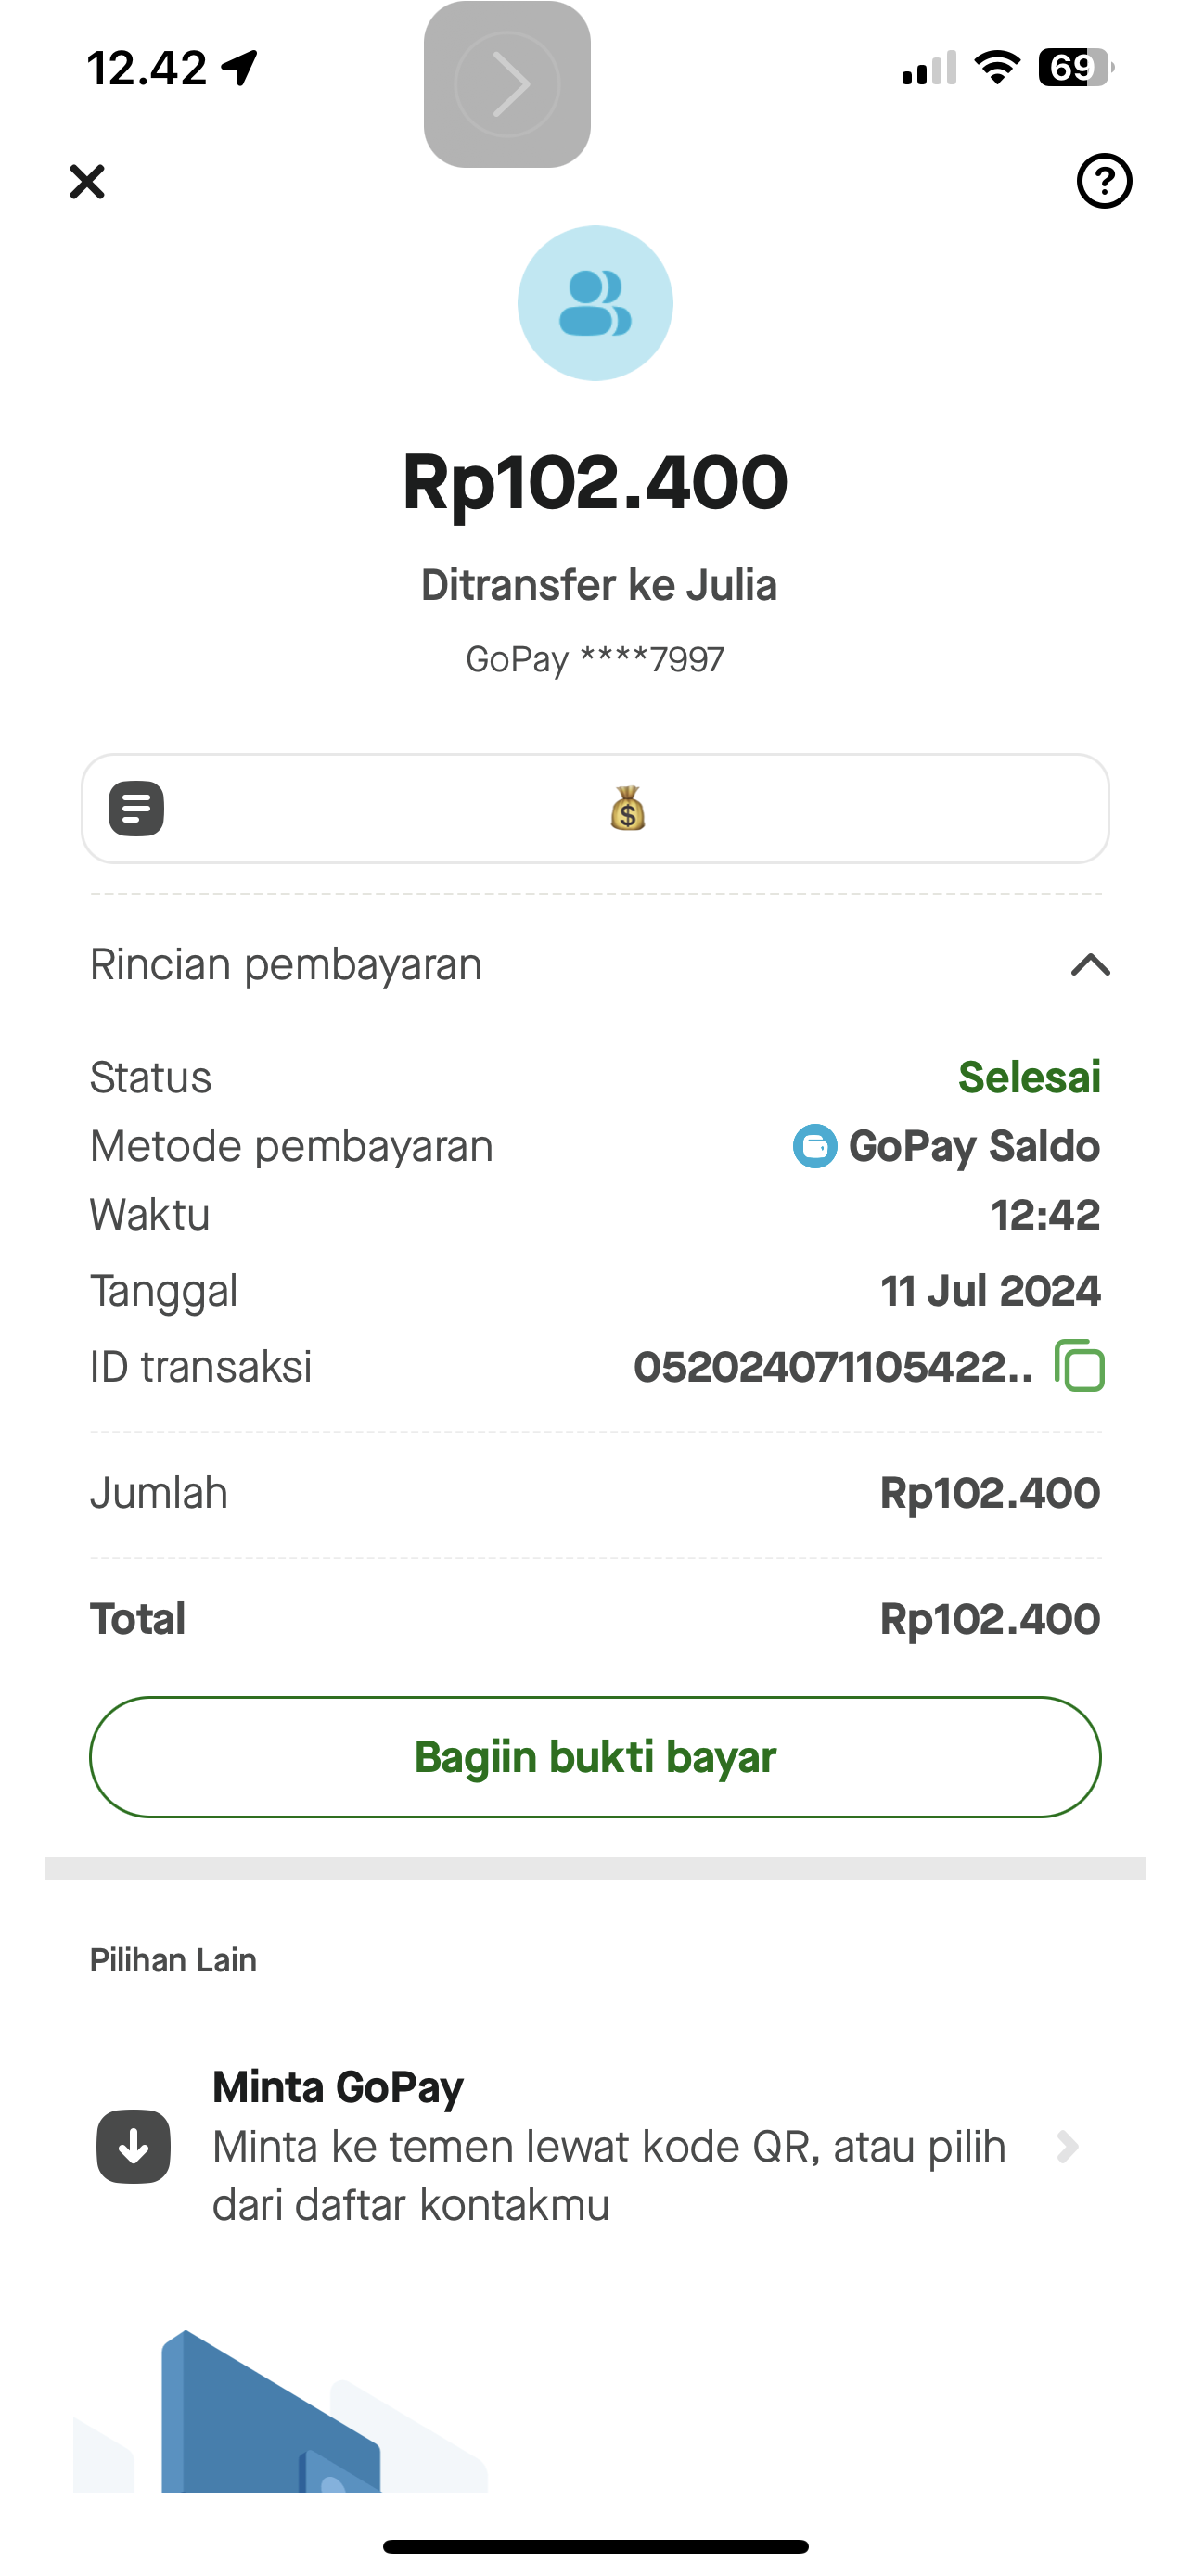 12.42
69
?
Rp102.400
Ditransfer ke Julia
GoPay ****7997
$
Rincian pembayaran
Status Selesai
Metode pembayaran GoPay Saldo
Waktu 12:42
Tanggal 11 Jul 2024
ID transaksi 052024071105422..
Jumlah Rp102.400
Total Rp102.400
Bagiin bukti bayar
Pilihan Lain
Minta GoPay
Minta ke temen lewat kode QR, atau pilih
dari daftar kontakmu